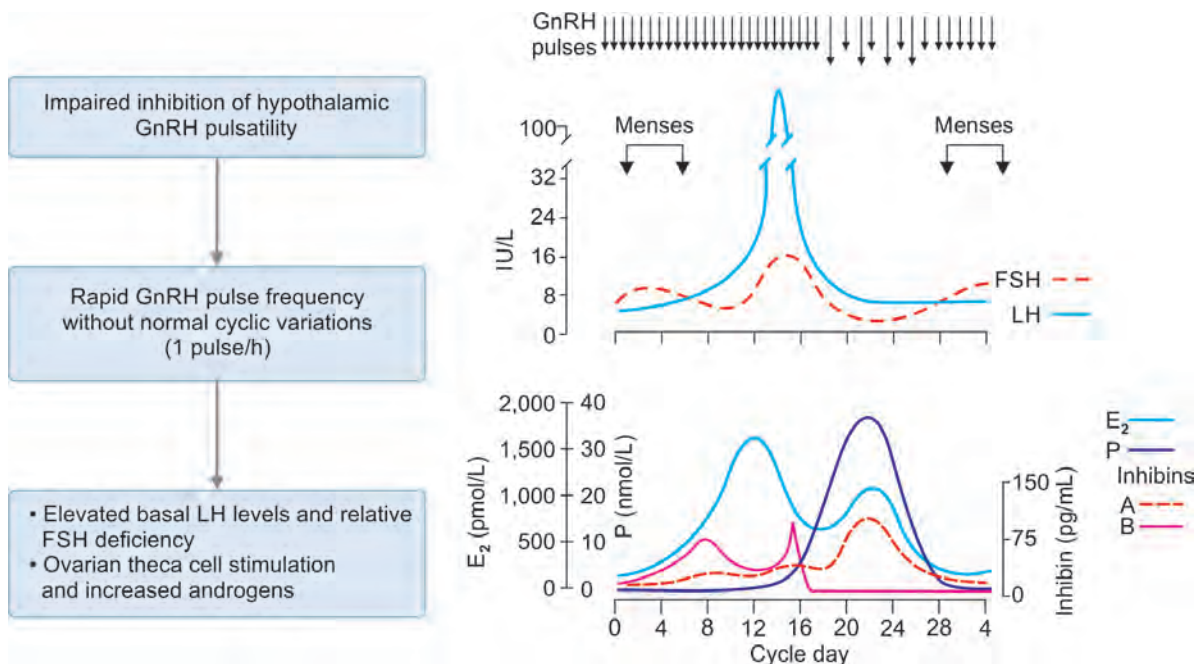 Impaired inhibition of hypothalamic
GnRH pulsatility
Rapid GnRH pulse frequency
without normal cyclic variations
(1 pulse/h)
• Elevated basal LH levels and relative
FSH deficiency
• Ovarian theca cell stimulation
and increased androgens
GnRH
pulses
100
Menses
Menses
32
24
16
8
0
IU/L
FSH
LH
2,000
1,500
1,000
500
0
E₂ (pmol/L)
40
30
20
10
0
P (nmol/L)
E₂
P
Inhibins
A
B
150
75
0
Inhibin (pg/mL)
0 4 8 12 16 20 22 28 4
Cycle day